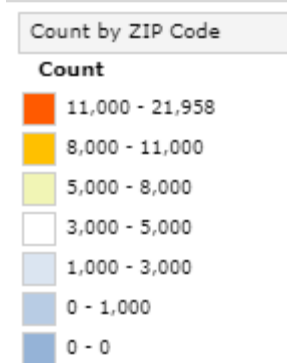 Count by ZIP Code
Count
11,000 - 21,958
8,000 - 11,000
5,000 - 8,000
3,000 - 5,000
1,000 - 3,000
0 - 1,000
0 - 0